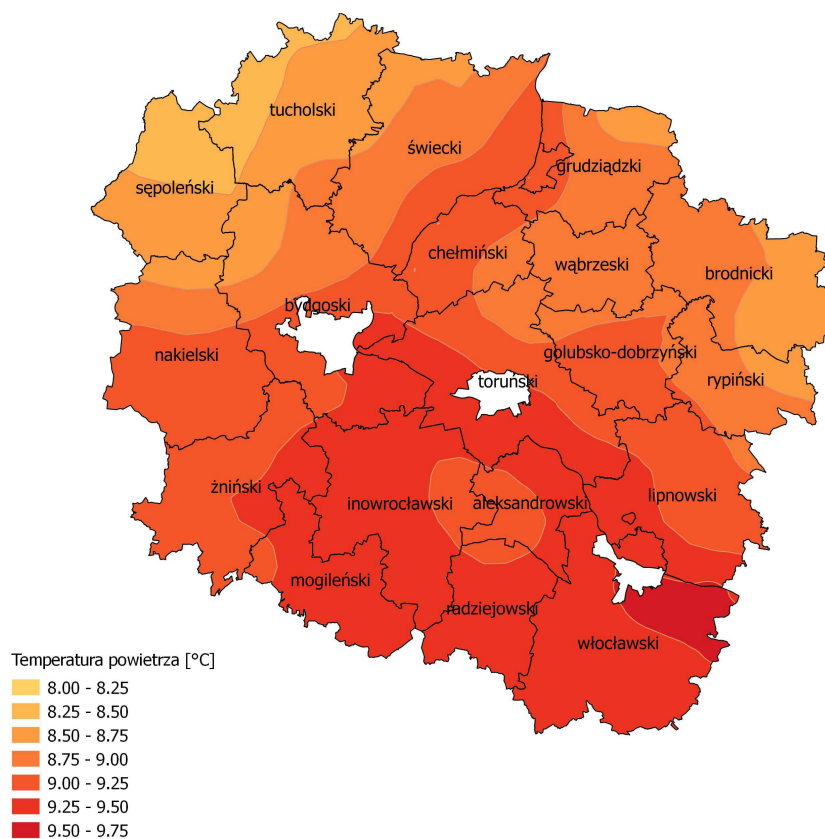 tucholski
świecki
grudziądzki
sępoleński
chełmiński
wąbrzeski
brodnicki
bydgoski
nakielski
golubsko-dobrzyński
toruński
rypiński
żniński
inowrocławski
aleksandrowski
lipnowski
mogileński
radziejowski
włocławski
Temperatura powietrza [°C]
8.00 - 8.25
8.25 - 8.50
8.50 - 8.75
8.75 - 9.00
9.00 - 9.25
9.25 - 9.50
9.50 - 9.75